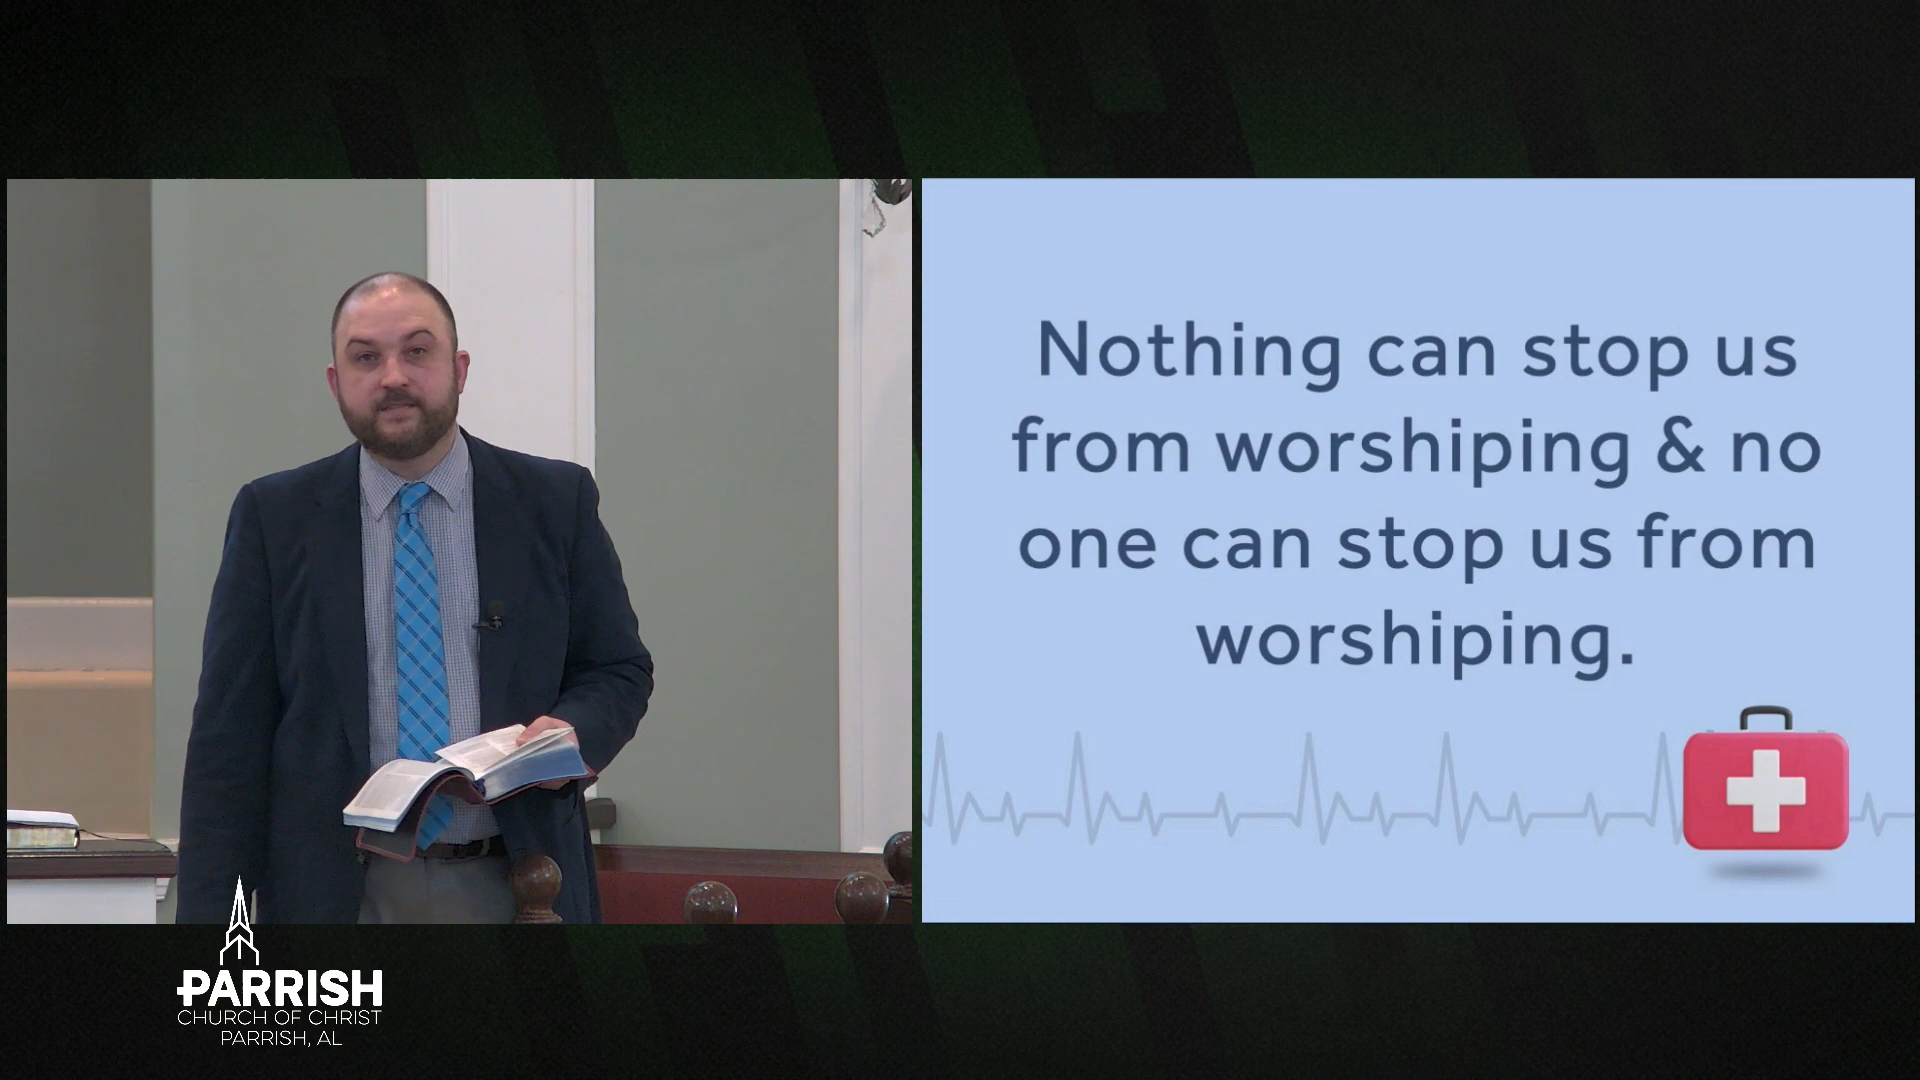 Nothing can stop us
from worshiping & no
one can stop us from
worshiping.
PARRISH
CHURCH OF CHRIST
PARRISH, AL